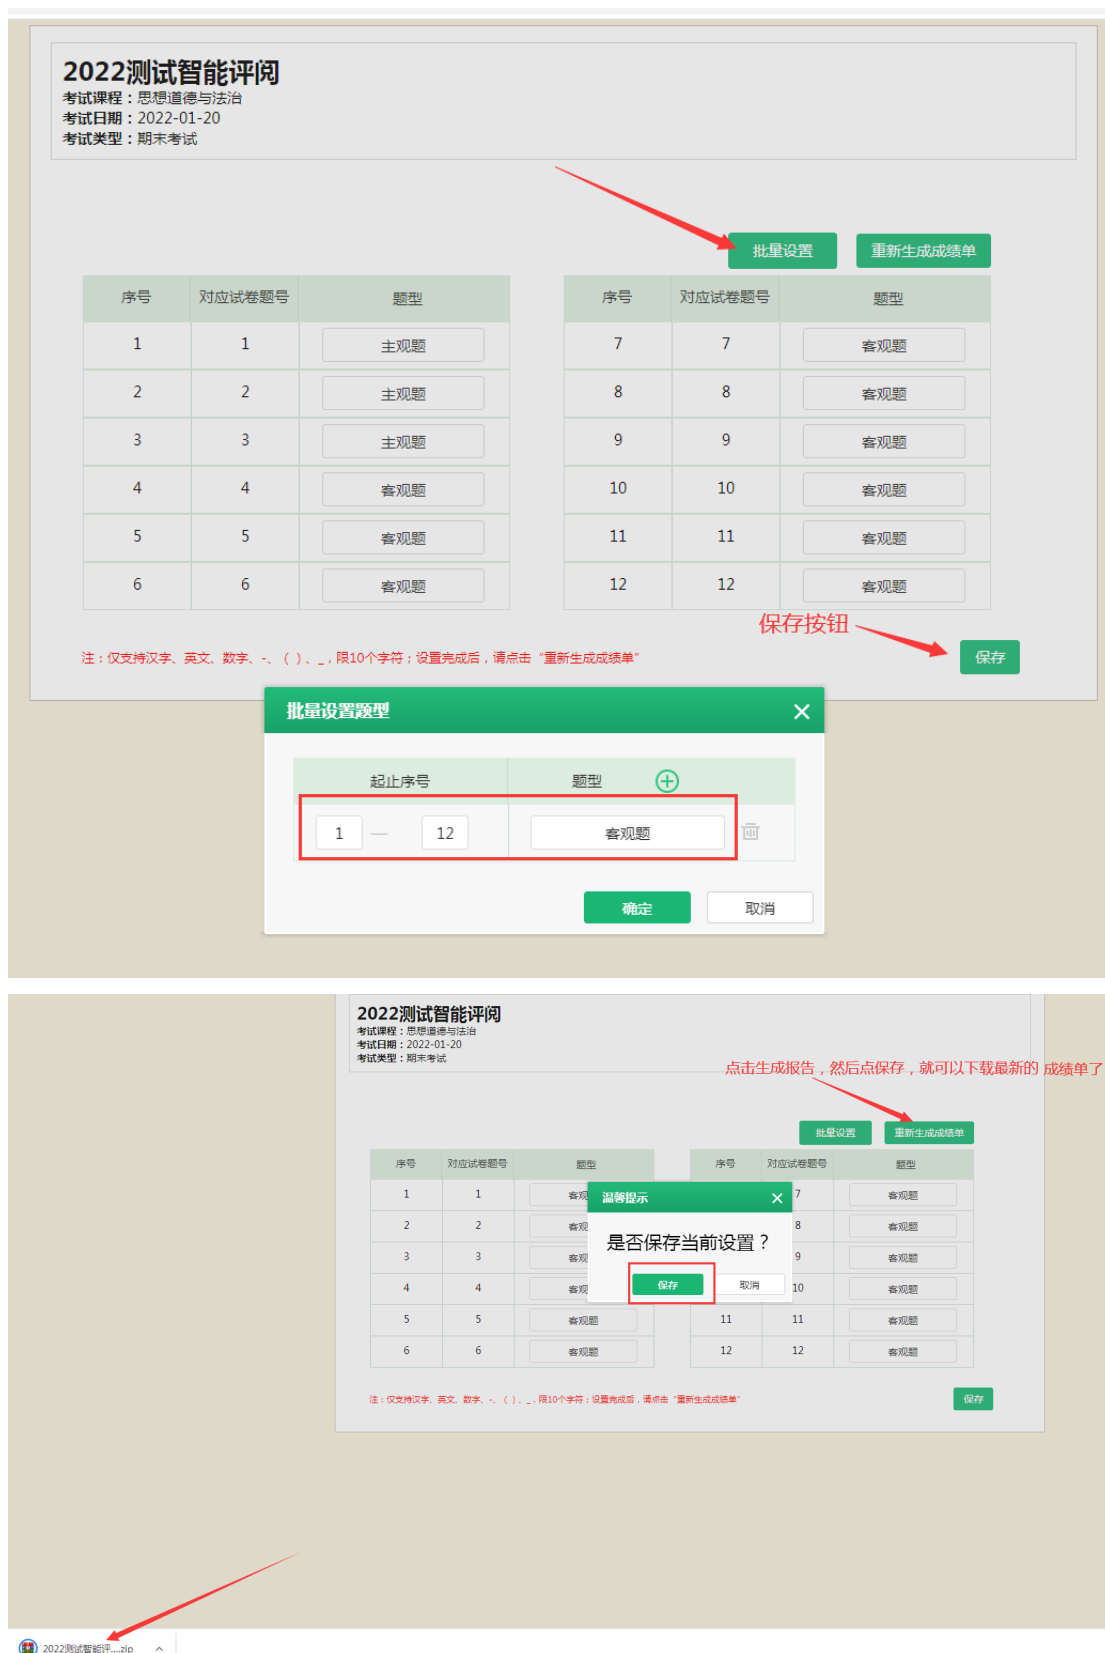 2022测试智能评阅
考试课程：思想道德与法治
考试日期：2022-01-20
考试类型：期末考试
批量设置 重新生成成绩单
序号 对应试卷题号 题型 序号 对应试卷题号 题型
1 1 主观题 7 7 客观题
2 2 主观题 8 8 客观题
3 3 主观题 9 9 客观题
4 4 客观题 10 10 客观题
5 5 客观题 11 11 客观题
6 6 客观题 12 12 客观题
保存按钮
注：仅支持汉字、英文、数字、-、（ ）、_，限10个字符；设置完成后，请点击“重新生成成绩单” 保存
批量设置题型
起止序号 题型
1 — 12 客观题
确定 取消
2022测试智能评阅
考试课程：思想道德与法治
考试日期：2022-01-20
考试类型：期末考试
点击生成报告，然后点保存，就可以下载最新的 成绩单了
批量设置 重新生成成绩单
序号 对应试卷题号 题型 序号 对应试卷题号 题型
1 1 客观 温馨提示 7 客观题
2 2 客观 8 客观题
是否保存当前设置？
3 3 客观 9 客观题
4 4 客观 保存 取消 10 客观题
5 5 客观题 11 11 客观题
6 6 客观题 12 12 客观题
注：仅支持汉字、英文、数字、-、（ ）、_，限10个字符；设置完成后，请点击“重新生成成绩单” 保存
2022测试智能评....zip